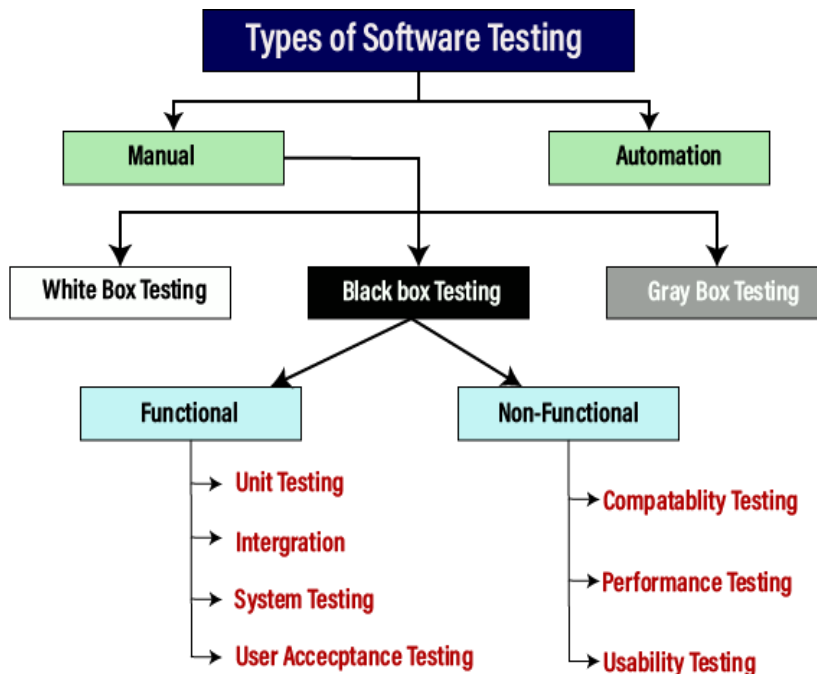 Types of Software Testing
Manual
Automation
White Box Testing
Black box Testing
Gray Box Testing
Functional
Non-Functional
Unit Testing
Intergration
System Testing
User Accecptance Testing
Compatablity Testing
Performance Testing
Usability Testing